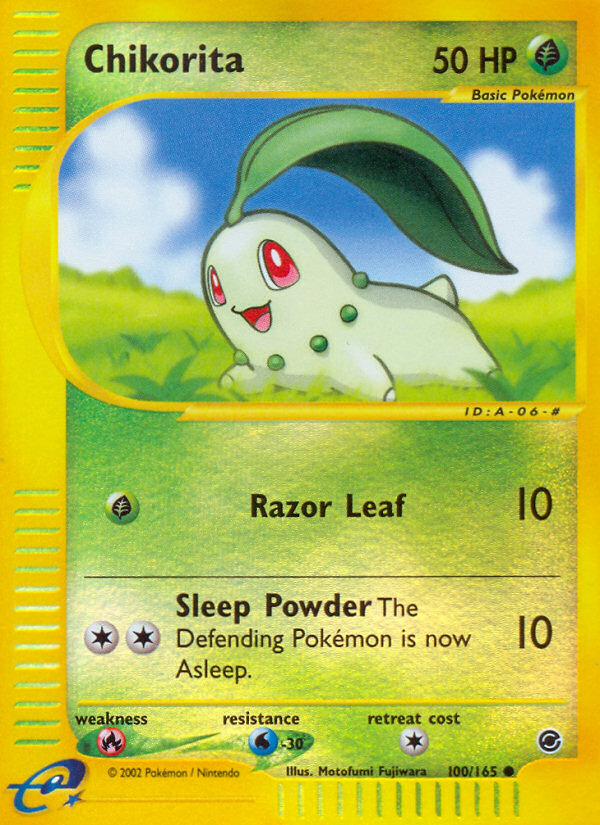 Chikorita 50 HP
Basic Pokémon
ID:A-06-#
Razor Leaf 10
Sleep Powder The
Defending Pokémon is now
Asleep.
10
weakness resistance retreat cost
-30
© 2002 Pokémon / Nintendo Illus. Motofumi Fujiwara 100/165
e